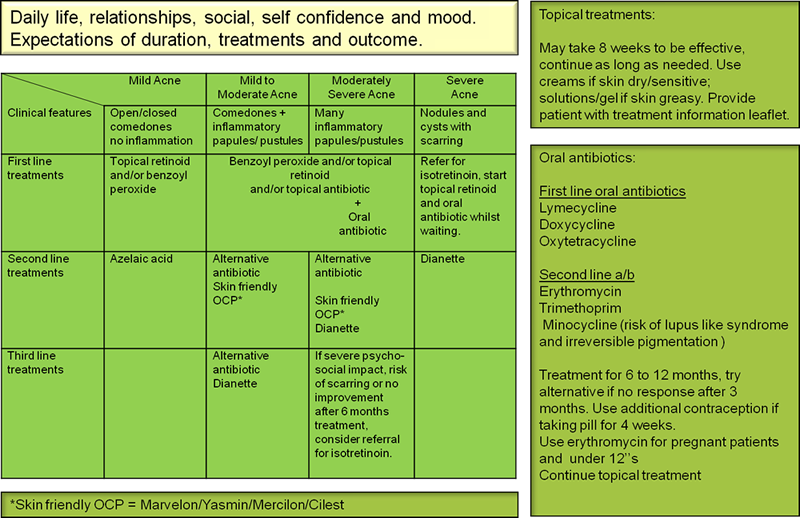 Daily life, relationships, social, self confidence and mood.
Expectations of duration, treatments and outcome.
Mild Acne
Mild to
Moderate Acne
Moderately
Severe Acne
Severe
Acne
Clinical features
Open/closed
comedones
no inflammation
Comedones +
inflammatory
papules/ pustules
Many
inflammatory
papules/pustules
Nodules and
cysts with
scarring
First line
treatments
Topical retinoid
and/or benzoyl
peroxide
Benzoyl peroxide and/or topical
retinoid
and/or topical antibiotic
+
Oral
antibiotic
Refer for
isotretinoin, start
topical retinoid
and oral
antibiotic whilst
waiting.
Second line
treatments
Azelaic acid
Alternative
antibiotic
Skin friendly
OCP*
Alternative
antibiotic
Skin friendly
OCP*
Dianette
Dianette
Third line
treatments
Alternative
antibiotic
Dianette
If severe psycho-
social impact, risk
of scarring or no
improvement
after 6 months
treatment,
consider referral
for isotretinoin.
*Skin friendly OCP = Marvelon/Yasmin/Mercilon/Cilest
Topical treatments:
May take 8 weeks to be effective,
continue as long as needed. Use
creams if skin dry/sensitive;
solutions/gel if skin greasy. Provide
patient with treatment information leaflet.
Oral antibiotics:
First line oral antibiotics
Lymecycline
Doxycycline
Oxytetracycline
Second line a/b
Erythromycin
Trimethoprim
Minocycline (risk of lupus like syndrome
and irreversible pigmentation )
Treatment for 6 to 12 months, try
alternative if no response after 3
months. Use additional contraception if
taking pill for 4 weeks.
Use erythromycin for pregnant patients
and under 12''s
Continue topical treatment